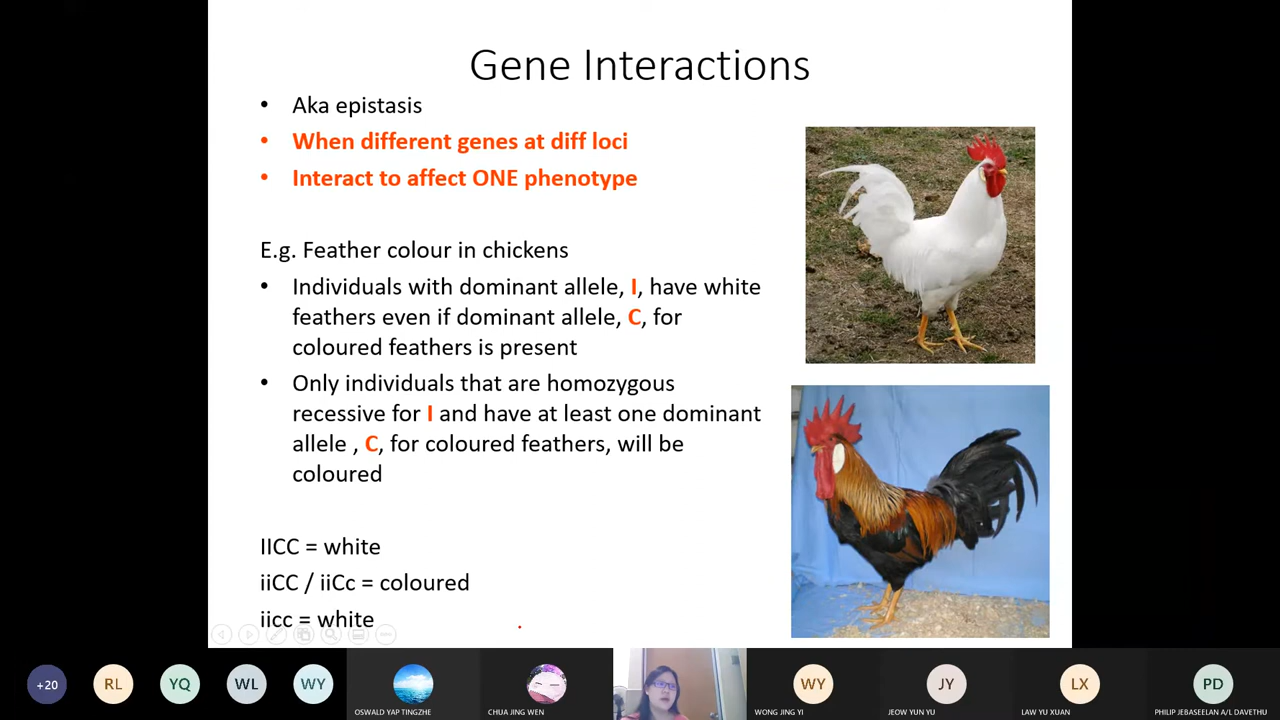 Gene Interactions
• Aka epistasis
• When different genes at diff loci
• Interact to affect ONE phenotype
E.g. Feather colour in chickens
• Individuals with dominant allele, I, have white
feathers even if dominant allele, C, for
coloured feathers is present
• Only individuals that are homozygous
recessive for I and have at least one dominant
allele , C, for coloured feathers, will be
coloured
IICC = white
iiCC / iiCc = coloured
iicc = white
+20
RL
YQ
WL
WY
OSWALD YAP TINGZHE
CHUA JING WEN
WY
WONG JING YI
JY
JEOW YUN YU
LX
LAW YU XUAN
PD
PHILIP JEBASEELAN A/L DAVETHU